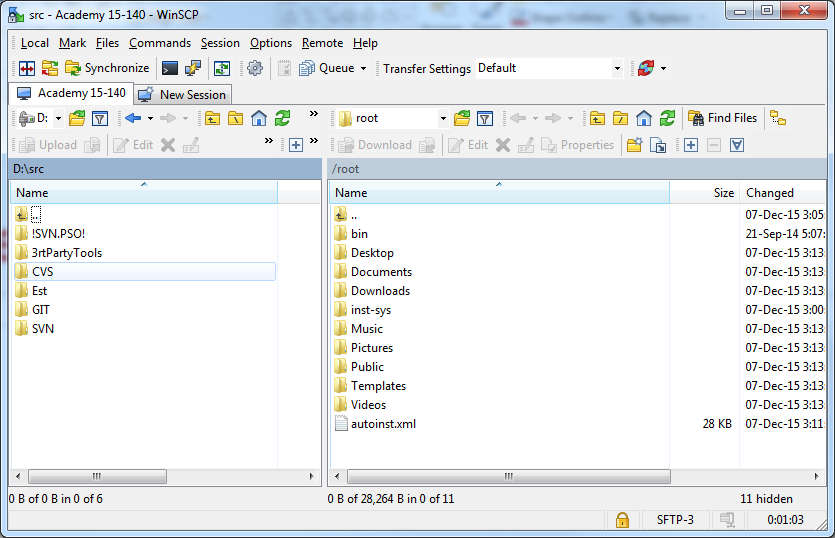 src - Academy 15-140 - WinSCP
Local Mark Files Commands Session Options Remote Help
Synchronize Queue Transfer Settings Default
Academy 15-140 New Session
D: » root Find Files
Upload Edit » » Download Edit Properties
D:\src /root
Name Name Size Changed
.. .. 07-Dec-15 3:05:
!SVN.PSO! bin 21-Sep-14 5:07:
3rtPartyTools Desktop 07-Dec-15 3:13:
CVS Documents 07-Dec-15 3:13:
Est Downloads 07-Dec-15 3:13:
GIT inst-sys 07-Dec-15 3:00:
SVN Music 07-Dec-15 3:13:
Pictures 07-Dec-15 3:13:
Public 07-Dec-15 3:13:
Templates 07-Dec-15 3:13:
Videos 07-Dec-15 3:13:
autoinst.xml 28 KB 07-Dec-15 3:11:
0 B of 0 B in 0 of 6 0 B of 28,264 B in 0 of 11 11 hidden
SFTP-3 0:01:03